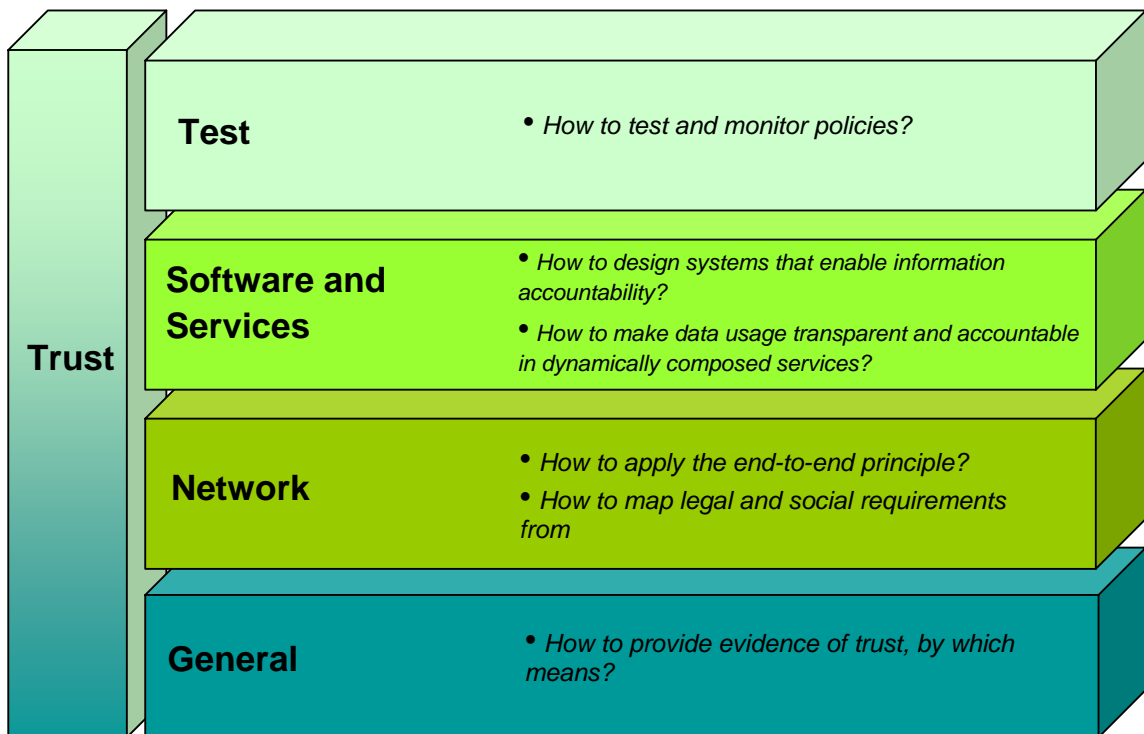 Trust
Test
• How to test and monitor policies?
Software and
Services
• How to design systems that enable information
accountability?
• How to make data usage transparent and accountable
in dynamically composed services?
Network
• How to apply the end-to-end principle?
• How to map legal and social requirements
from
General
• How to provide evidence of trust, by which
means?